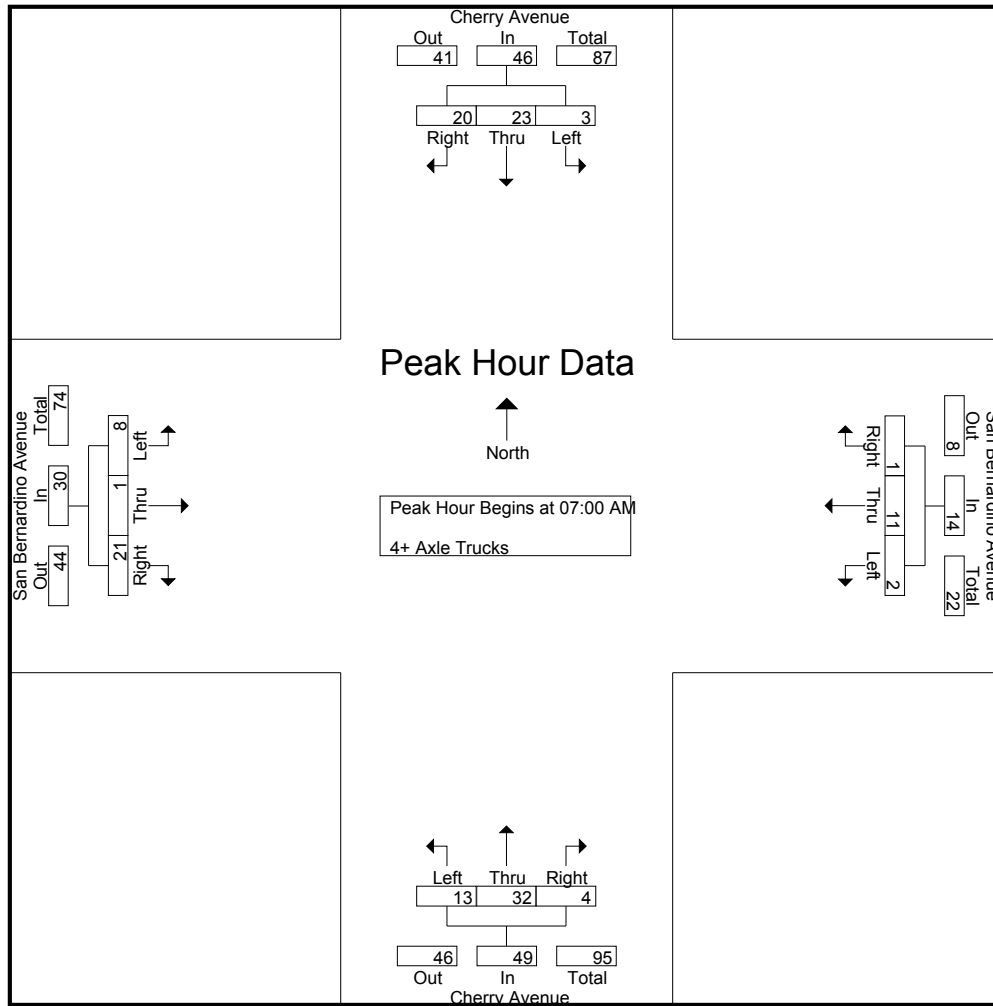 Cherry Avenue
Out In Total
41 46 87
20 23 3
Right Thru Left
Peak Hour Data
North
Peak Hour Begins at 07:00 AM
4+ Axle Trucks
San Bernardino Avenue
Total In Out
74 30 44
8 1 21
Left Thru Right
San Bernardino Avenue
Out In Total
8 14 22
1 11 2
Right Thru Left
Left Thru Right
13 32 4
46 49 95
Out In Total
Cherry Avenue